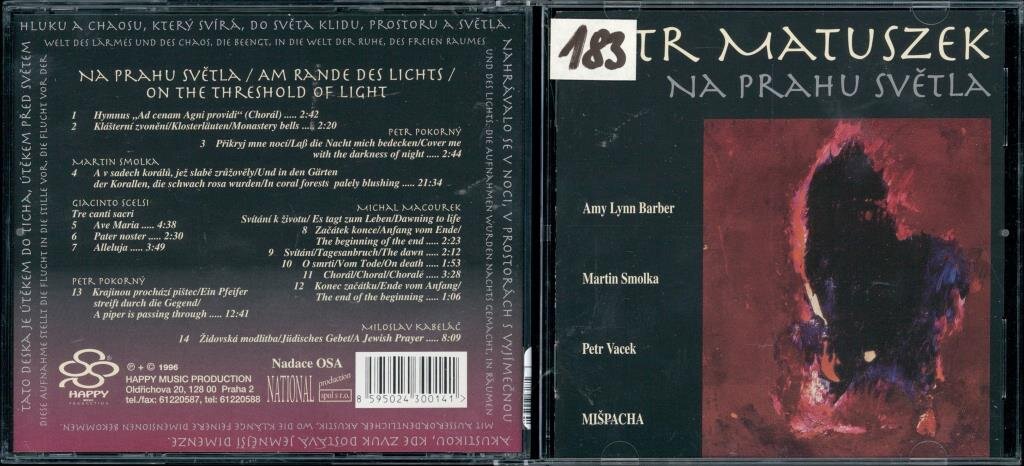 HLUKU A CHAOSU, KTERÝ SVÍRÁ, DO SVĚTA KLIDU, PROSTORU A SVĚTLA.
WELT DES LÄRMES UND DES CHAOS, DIE BEENGT, IN DIE WELT DER RUHE, DES FREIEN RAUMES
NA PRAHU SVĚTLA / AM RANDE DES LICHTS /
ON THE THRESHOLD OF LIGHT
1 Hymnus „Ad cenam Agni providi“ (Chorál) ..... 2:42
2 Klášterní zvonění/Klosterläuten/Monastery bells ..... 2:20
PETR POKORNÝ
3 Přikryj mne nocí/Laß die Nacht mich bedecken/Cover me
with the darkness of night ..... 2:44
MARTIN SMOLKA
4 A v sadech korálů, jež slabě zrůžověly/Und in den Gärten
der Korallen, die schwach rosa wurden/In coral forests palely blushing ..... 21:34
GIACINTO SCELSI
Tre canti sacri
5 Ave Maria ..... 4:38
6 Pater noster ..... 2:30
7 Alleluja ..... 3:49
MICHAL MACOUREK
Svítání k životu/ Es tagt zum Leben/Dawning to life
8 Začátek konce/Anfang vom Ende/
The beginning of the end ..... 2:23
9 Svítání/Tagesanbruch/The dawn ..... 2:12
10 O smrti/Vom Tode/On death ..... 1:53
11 Chorál/Choral/Chorale ..... 3:28
12 Konec začátku/Ende vom Anfang/
The end of the beginning ..... 1:06
PETR POKORNÝ
13 Krajinou prochází pištec/Ein Pfeifer
streift durch die Gegend/
A piper is passing through ..... 12:41
MILOSLAV KABELÁČ
14 Židovská modlitba/Jüdisches Gebet/A Jewish Prayer ..... 8:09
HAPPY
MUSIC
PRODUCTION
℗ + © 1996
HAPPY MUSIC PRODUCTION
Oldřichova 20, 128 00 Praha 2
tel./fax: 61220587, tel: 61220588
Nadace OSA
NATIONAL production
spol s r.o.
8 595024 300141 >
NAHRÁVALO SE V NOCI, V PROSTORÁCH S VYJÍMEČNOU
UND DES LICHTS. DIE AUFNAHMEN WURDEN NACHTS GEMACHT, IN RÄUMEN
AKUSTIKOU, KDE ZVUK DOSTÁVÁ JEMNĚJŠÍ DIMENZE.
MIT AUSSERORDENTLICHER AKUSTIK, WO DIE KLÄNGE FEINERE DIMENSIONEN BEKOMMEN.
TATO DESKA JE ÚTĚKEM DO TICHA, ÚTĚKEM PŘED SVĚTEM
DIESE AUFNAHME STELLT DIE FLUCHT IN DIE STILLE VOR, DIE FLUCHT VOR DER
183
TR MATUSZEK
NA PRAHU SVĚTLA
Amy Lynn Barber
Martin Smolka
Petr Vacek
MIŠPACHA